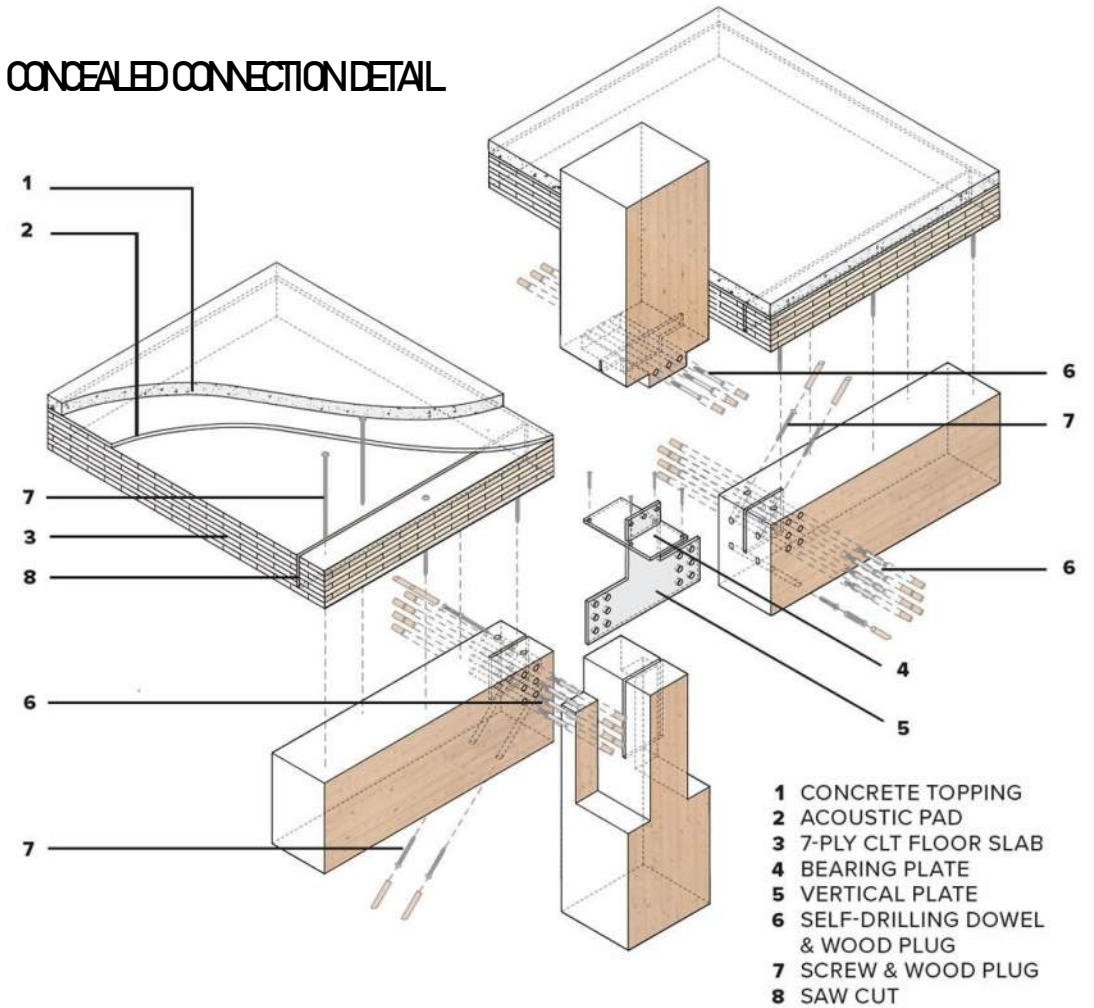 CONCEALED CONNECTION DETAIL
1
2
6
7
7
3
8
6
4
6
5
7
1 CONCRETE TOPPING
2 ACOUSTIC PAD
3 7-PLY CLT FLOOR SLAB
4 BEARING PLATE
5 VERTICAL PLATE
6 SELF-DRILLING DOWEL
& WOOD PLUG
7 SCREW & WOOD PLUG
8 SAW CUT